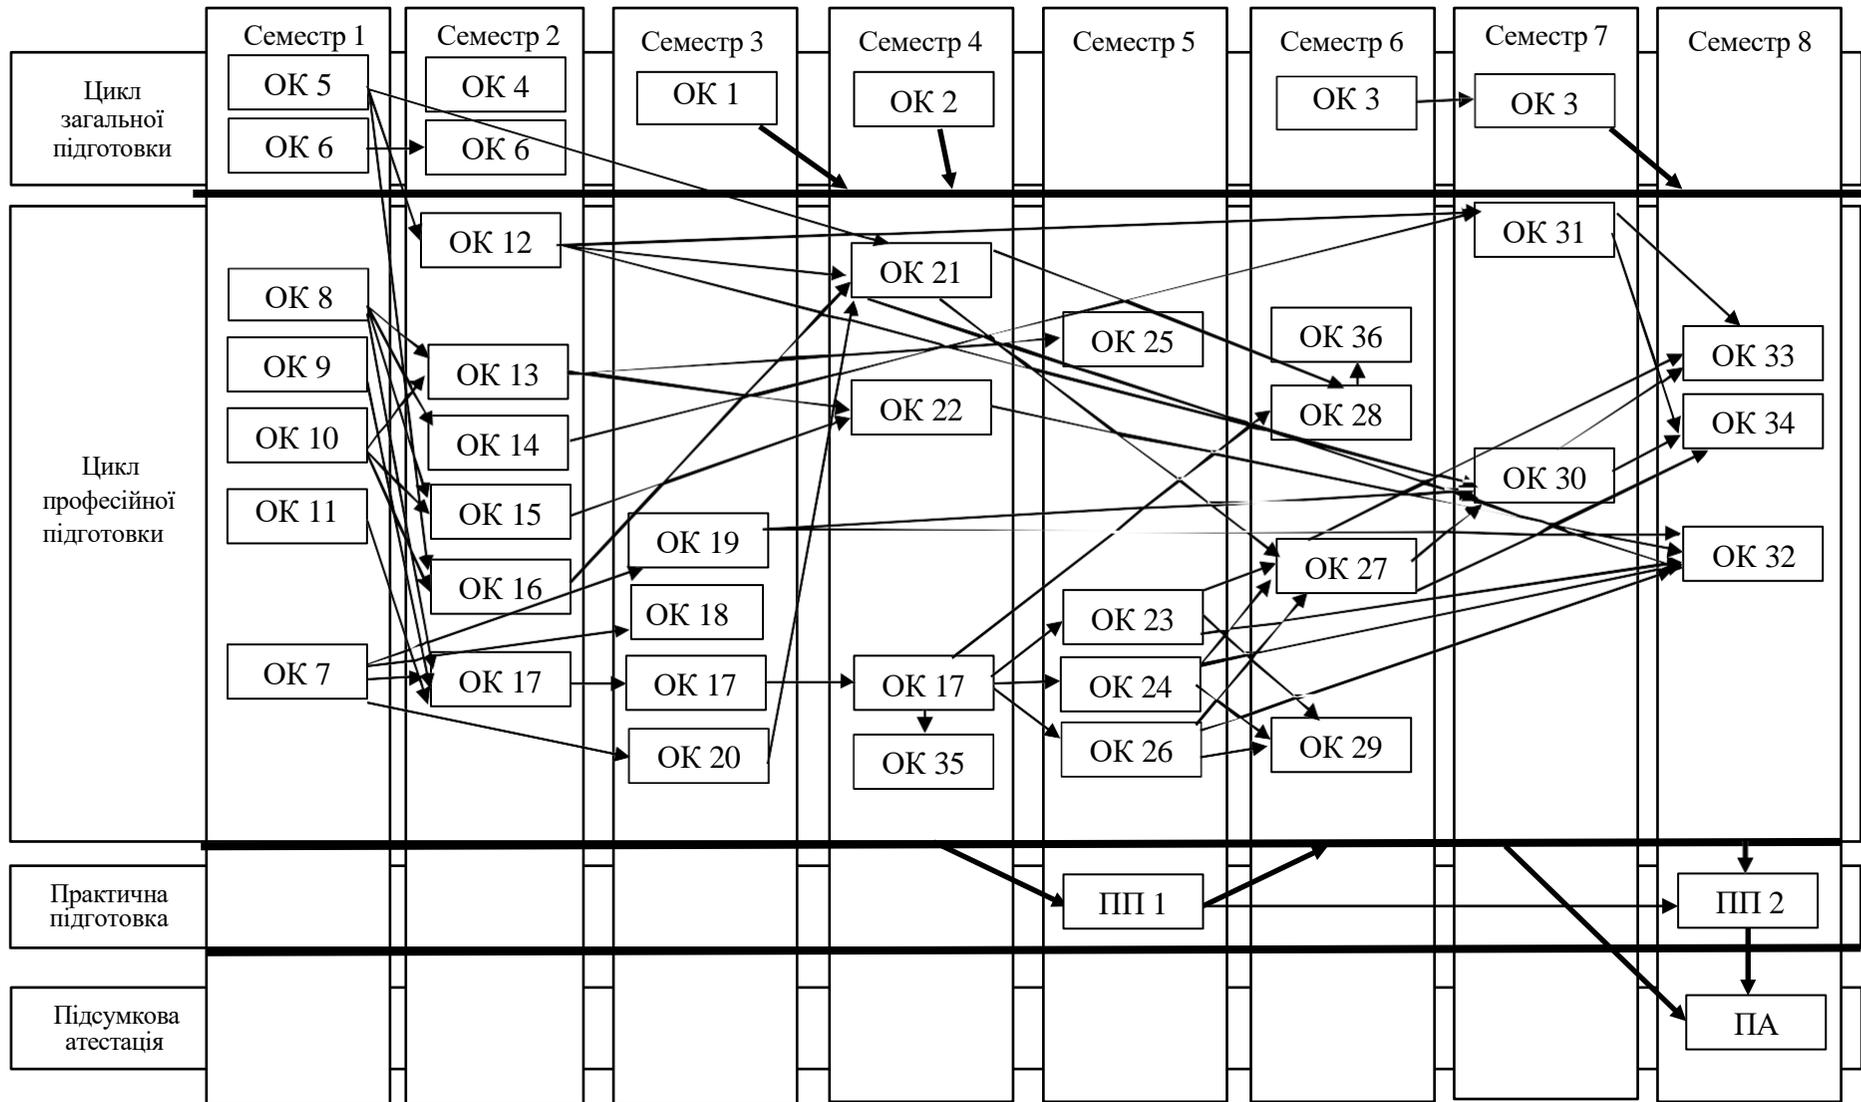 Семестр 1
Семестр 2
Семестр 3
Семестр 4
Семестр 5
Семестр 6
Семестр 7
Семестр 8
Цикл
загальної
підготовки
ОК 5
ОК 4
ОК 1
ОК 2
ОК 3
ОК 3
ОК 6
ОК 6
Цикл
професійної
підготовки
ОК 12
ОК 31
ОК 21
ОК 8
ОК 25
ОК 36
ОК 33
ОК 9
ОК 13
ОК 22
ОК 28
ОК 34
ОК 10
ОК 14
ОК 30
ОК 11
ОК 15
ОК 19
ОК 32
ОК 16
ОК 27
ОК 18
ОК 23
ОК 7
ОК 17
ОК 17
ОК 17
ОК 24
ОК 20
ОК 35
ОК 26
ОК 29
Практична
підготовка
ПП 1
ПП 2
Підсумкова
атестація
ПА